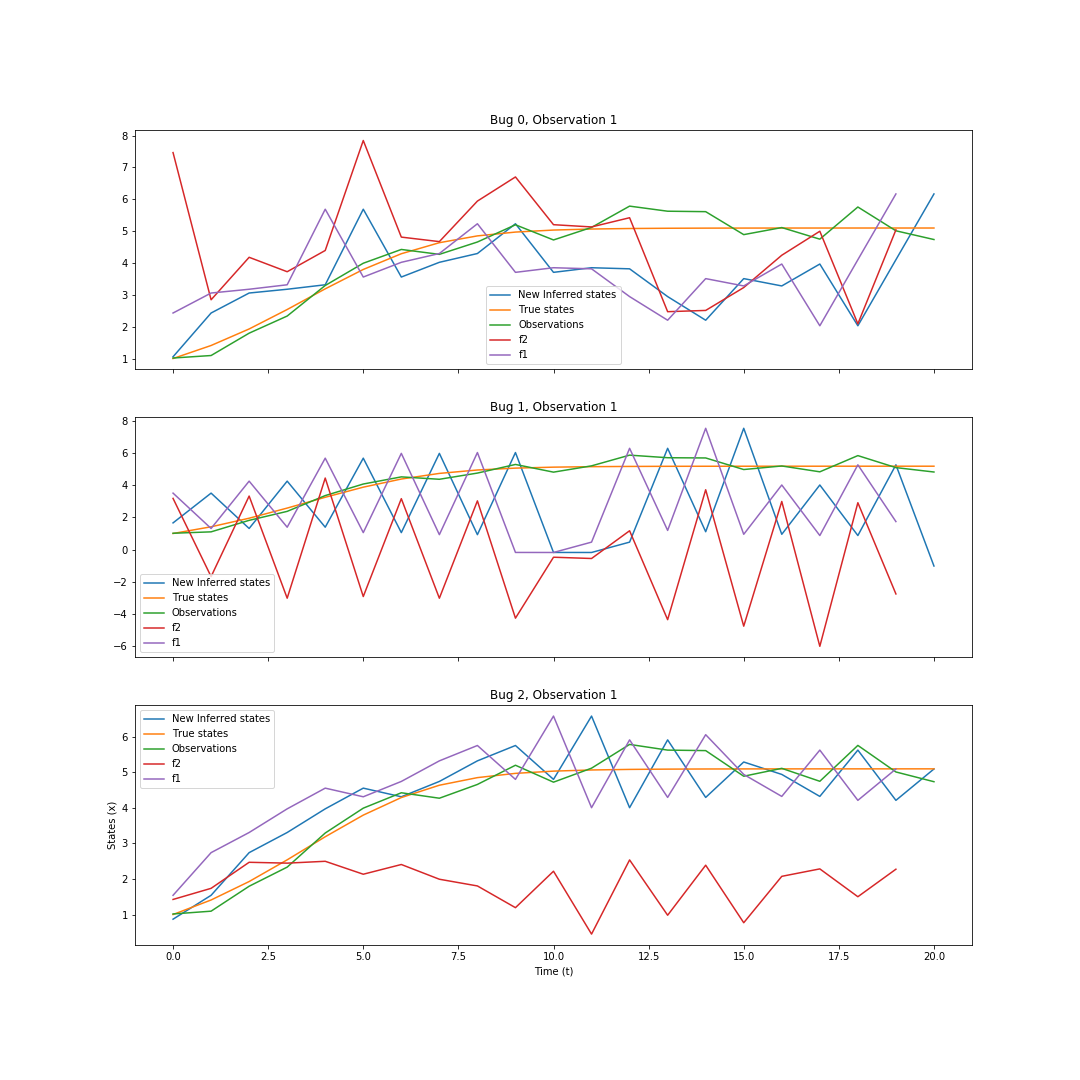 Bug 0, Observation 1
8
7
6
5
4
3
2
1
New Inferred states
True states
Observations
f2
f1
Bug 1, Observation 1
8
6
4
2
0
−2
−4
−6
New Inferred states
True states
Observations
f2
f1
Bug 2, Observation 1
States (x)
6
5
4
3
2
1
New Inferred states
True states
Observations
f2
f1
0.0 2.5 5.0 7.5 10.0 12.5 15.0 17.5 20.0
Time (t)